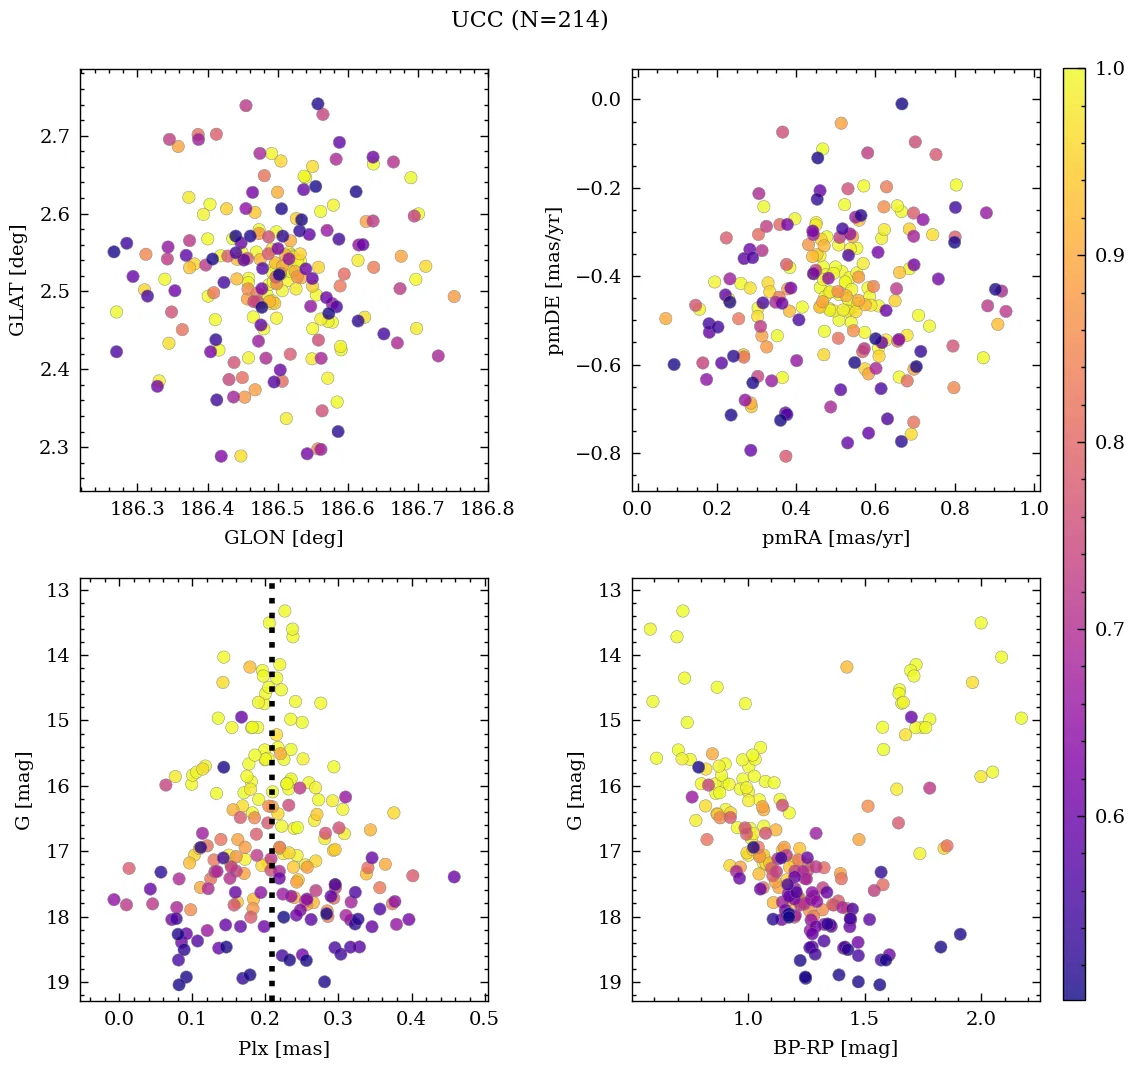 UCC (N=214)
2.7
2.6
2.5
2.4
2.3
GLAT [deg]
186.3 186.4 186.5 186.6 186.7 186.8
GLON [deg]
0.0
−0.2
−0.4
−0.6
−0.8
pmDE [mas/yr]
0.0 0.2 0.4 0.6 0.8 1.0
pmRA [mas/yr]
13
14
15
16
17
18
19
G [mag]
0.0 0.1 0.2 0.3 0.4 0.5
Plx [mas]
13
14
15
16
17
18
19
G [mag]
1.0 1.5 2.0
BP-RP [mag]
1.0
0.9
0.8
0.7
0.6